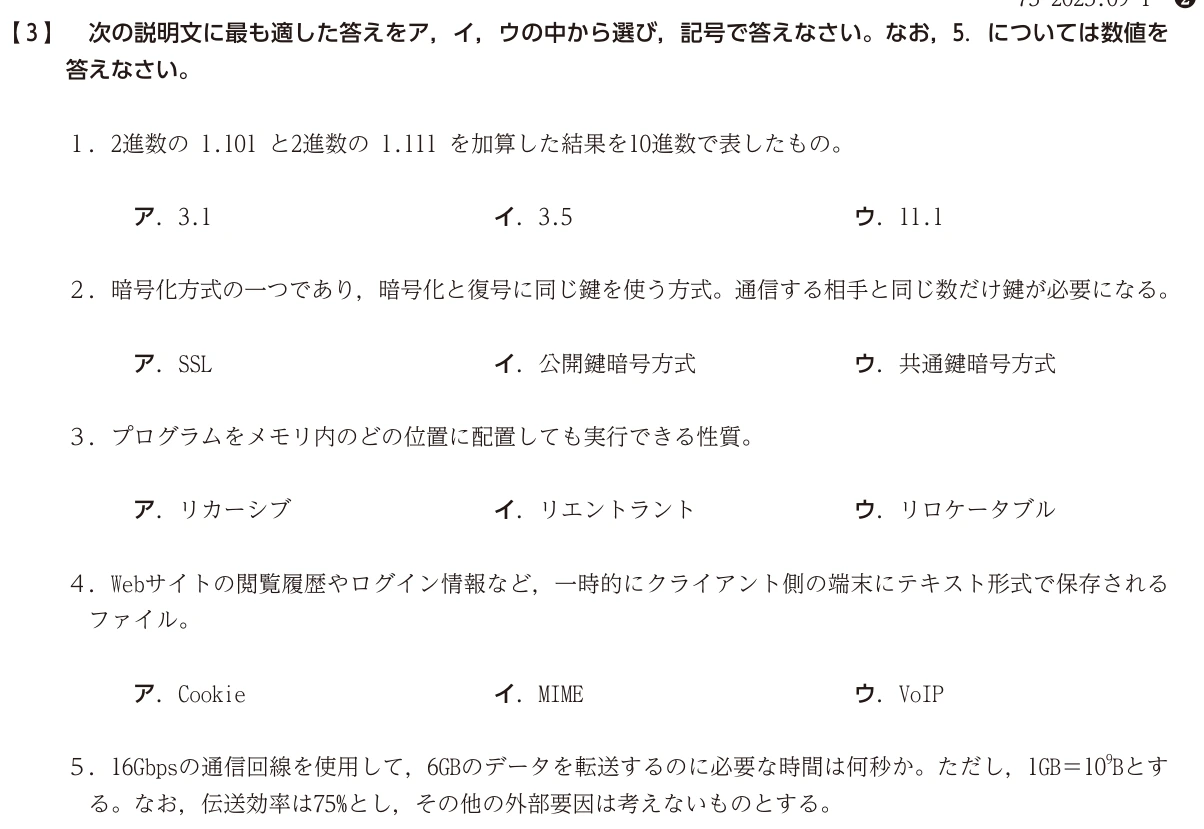 【3】 次の説明文に最も適した答えをア，イ，ウの中から選び，記号で答えなさい。なお，5．については数値を
答えなさい。
1．2進数の 1.101 と2進数の 1.111 を加算した結果を10進数で表したもの。
ア．3.1 イ．3.5 ウ．11.1
2．暗号化方式の一つであり，暗号化と復号に同じ鍵を使う方式。通信する相手と同じ数だけ鍵が必要になる。
ア．SSL イ．公開鍵暗号方式 ウ．共通鍵暗号方式
3．プログラムをメモリ内のどの位置に配置しても実行できる性質。
ア．リカーシブ イ．リエントラント ウ．リロケータブル
4．Webサイトの閲覧履歴やログイン情報など，一時的にクライアント側の端末にテキスト形式で保存される
ファイル。
ア．Cookie イ．MIME ウ．VoIP
5．16Gbpsの通信回線を使用して，6GBのデータを転送するのに必要な時間は何秒か。ただし，1GB＝10⁹Bとす
る。なお，伝送効率は75%とし，その他の外部要因は考えないものとする。